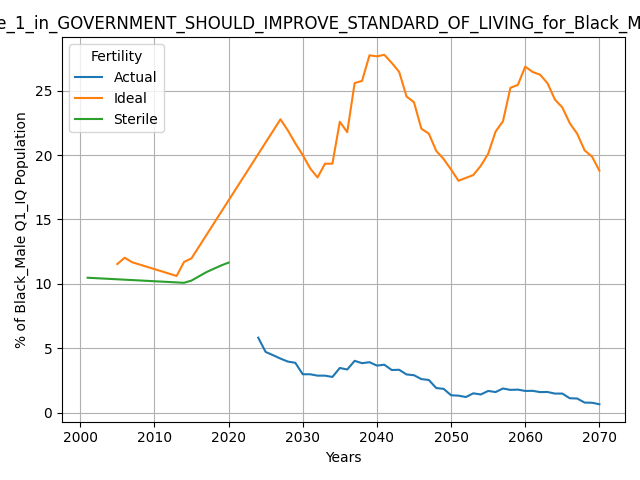 e_1_in_GOVERNMENT_SHOULD_IMPROVE_STANDARD_OF_LIVING_for_Black_M
Fertility
Actual
Ideal
Sterile
% of Black_Male Q1_IQ Population
25
20
15
10
5
0
2000 2010 2020 2030 2040 2050 2060 2070
Years